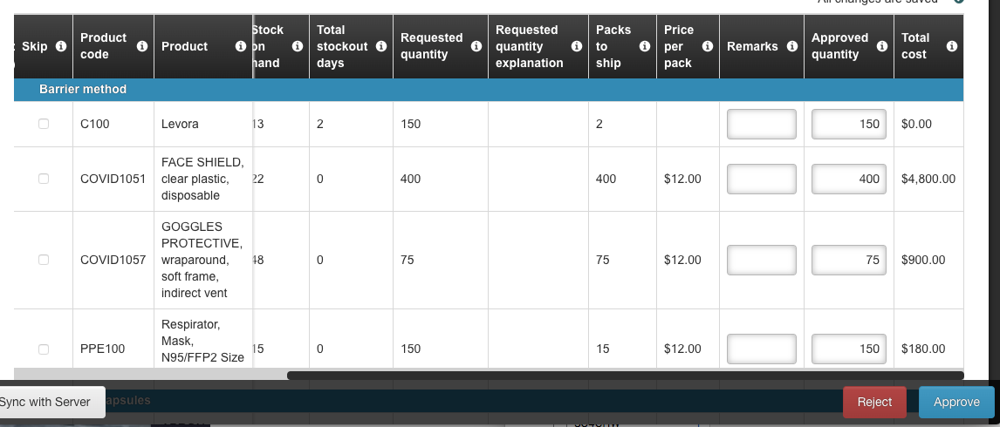 All changes are saved
Skip
Product code
Product
Stock on hand
Total stockout days
Requested quantity
Requested quantity explanation
Packs to ship
Price per pack
Remarks
Approved quantity
Total cost
Barrier method
C100 Levora 13 2 150 2 150 $0.00
COVID1051 FACE SHIELD, clear plastic, disposable 22 0 400 400 $12.00 400 $4,800.00
COVID1057 GOGGLES PROTECTIVE, wraparound, soft frame, indirect vent 48 0 75 75 $12.00 75 $900.00
PPE100 Respirator, Mask, N95/FFP2 Size 15 0 150 15 $12.00 150 $180.00
apsules
Sync with Server
Reject
Approve